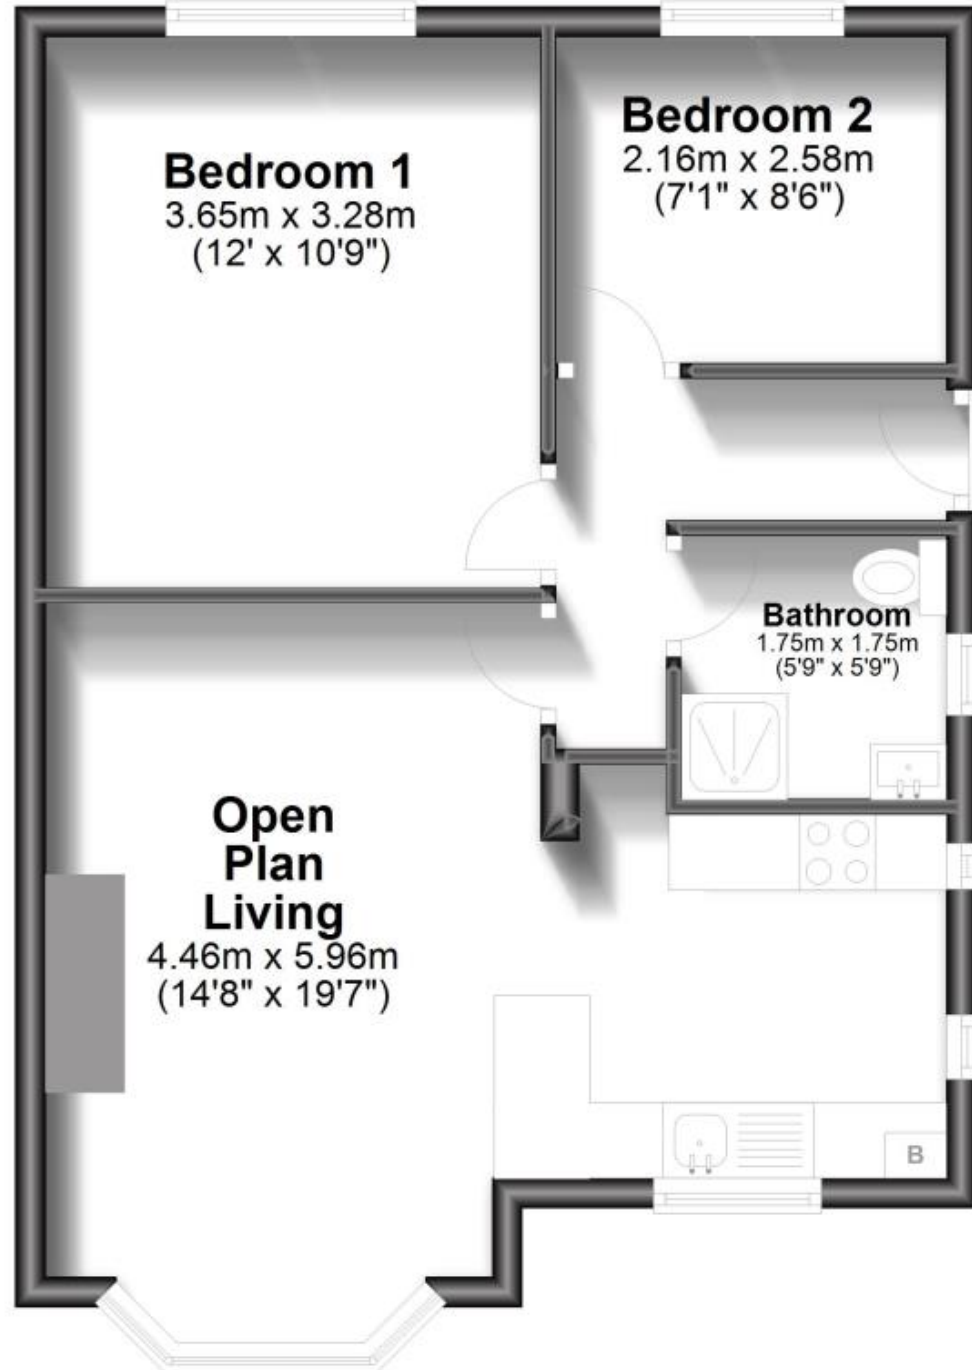 Bedroom 1
3.65m x 3.28m
(12' x 10'9")
Bedroom 2
2.16m x 2.58m
(7'1" x 8'6")
Bathroom
1.75m x 1.75m
(5'9" x 5'9")
Open
Plan
Living
4.46m x 5.96m
(14'8" x 19'7")
B